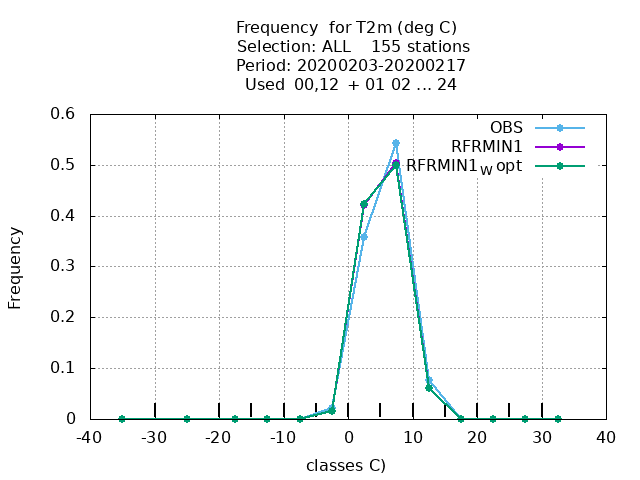 Frequency for T2m (deg C)
Selection: ALL 155 stations
Period: 20200203-20200217
Used 00,12 + 01 02 ... 24
0.6
0.5
0.4
0.3
0.2
0.1
0
Frequency
OBS
RFRMIN1
RFRMIN1w opt
-40 -30 -20 -10 0 10 20 30 40
classes C)